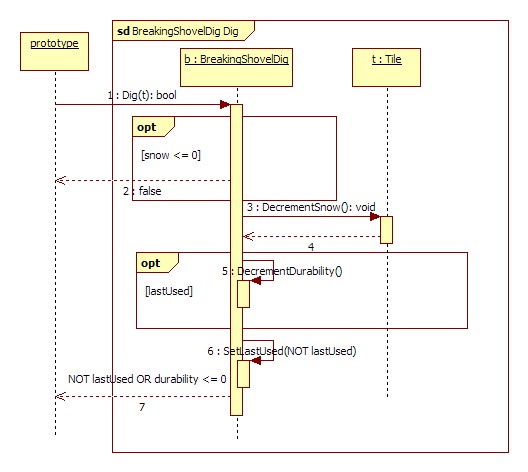 sd BreakingShovelDig Dig
prototype
b : BreakingShovelDig
t : Tile
1 : Dig(t): bool
opt
[snow <= 0]
2 : false
3 : DecrementSnow(): void
4
opt
5 : DecrementDurability()
[lastUsed]
6 : SetLastUsed(NOT lastUsed)
NOT lastUsed OR durability <= 0
7